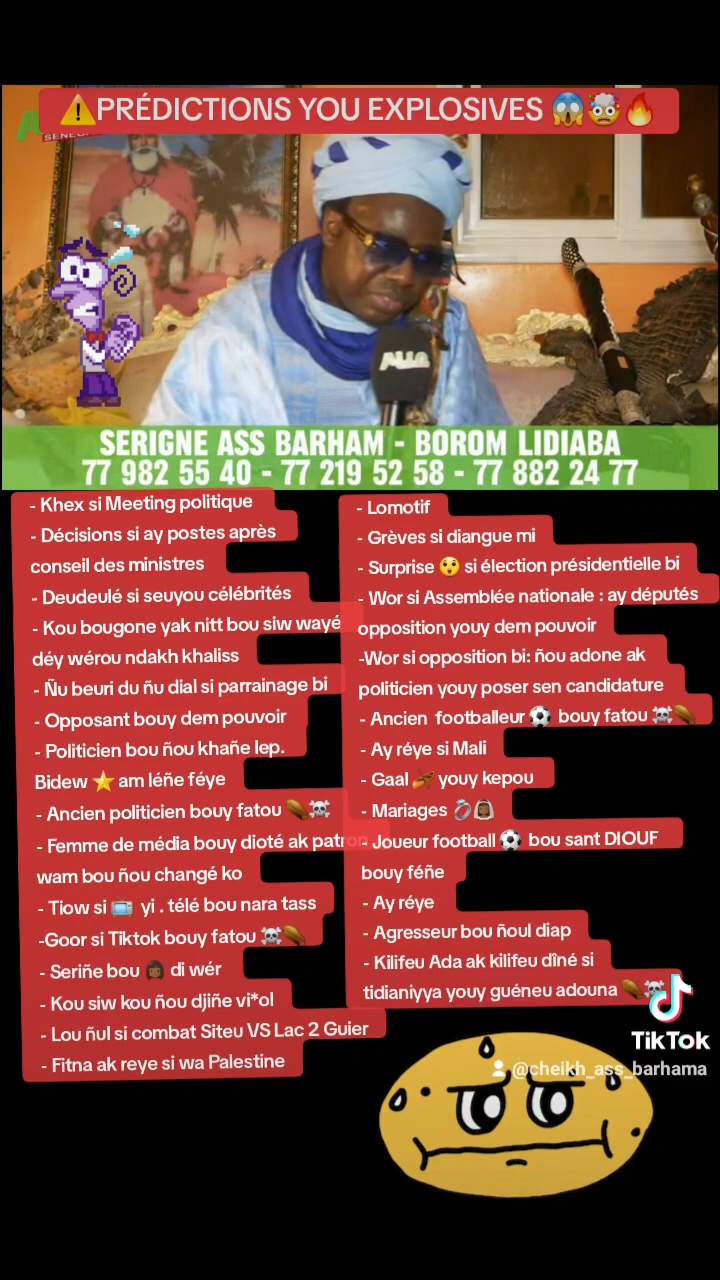 ⚠️PRÉDICTIONS YOU EXPLOSIVES 😱🤯🔥
ALLO
SERIGNE ASS BARHAM - BOROM LIDIABA
77 982 55 40 - 77 219 52 58 - 77 882 24 77
- Khex si Meeting politique
- Décisions si ay postes après
conseil des ministres
- Deudeulé si seuyou célébrités
- Kou bougone yak nitt bou siw wayé
déy wérou ndakh khaliss
- Ñu beuri du ñu dial si parrainage bi
- Opposant bouy dem pouvoir
- Politicien bou ñou khañe lep.
Bidew ⭐ am léñe féye
- Ancien politicien bouy fatou ⚰️☠️
- Femme de média bouy dioté ak patron
wam bou ñou changé ko
- Tiow si 📺 yi . télé bou nara tass
-Goor si Tiktok bouy fatou ☠️⚰️
- Seriñe bou 👩🏿 di wér
- Kou siw kou ñou djiñe vi*ol
- Lou ñul si combat Siteu VS Lac 2 Guier
- Fitna ak reye si wa Palestine
- Lomotif
- Grèves si diangue mi
- Surprise 😲 si élection présidentielle bi
- Wor si Assemblée nationale : ay députés
opposition youy dem pouvoir
-Wor si opposition bi: ñou adone ak
politicien youy poser sen candidature
- Ancien footballeur ⚽ bouy fatou ☠️⚰️
- Ay réye si Mali
- Gaal 🛶 youy kepou
- Mariages 💍👰🏿
- Joueur football ⚽ bou sant DIOUF
bouy féñe
- Ay réye
- Agresseur bou ñoul diap
- Kilifeu Ada ak kilifeu dîné si
tidianiyya youy guéneu adouna ⚰️☠️
TikTok
@cheikh_ass_barhama